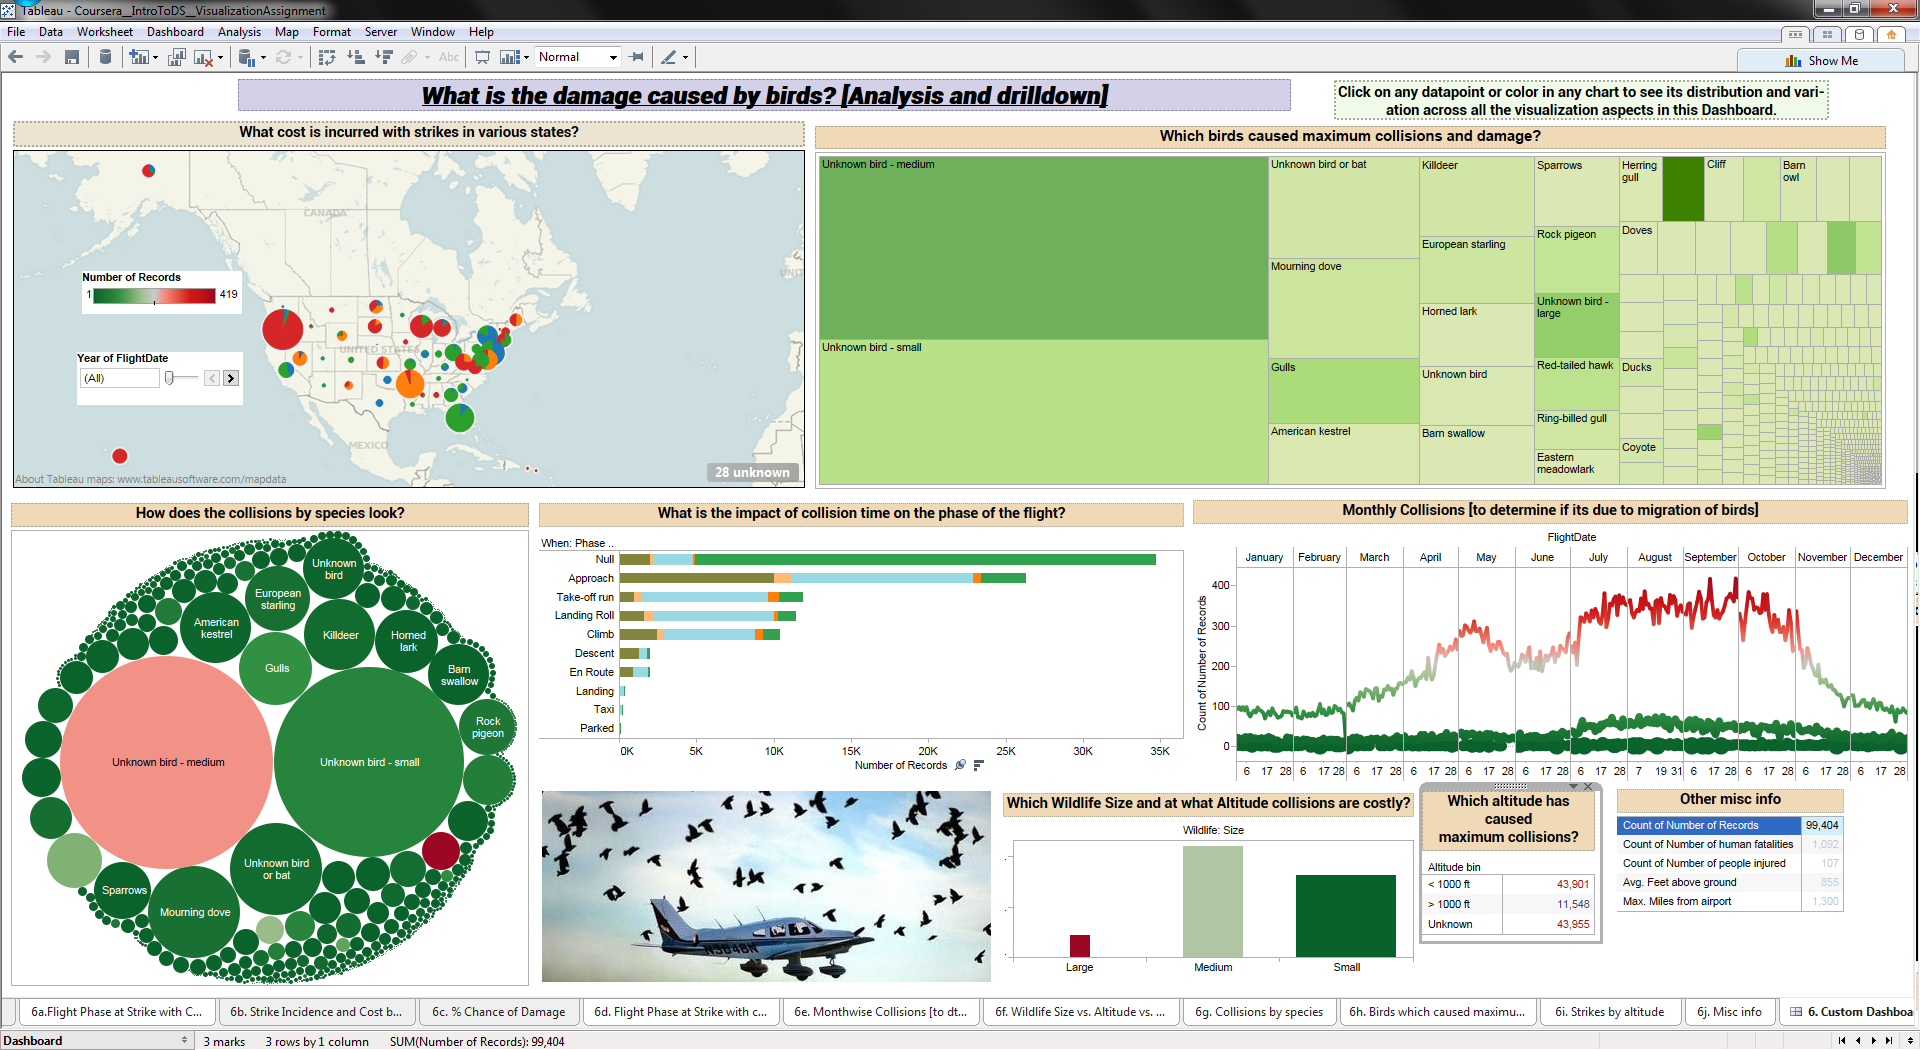 Tableau - Coursera__IntroToDS__VisualizationAssignment
File Data Worksheet Dashboard Analysis Map Format Server Window Help
Abc Normal
Show Me
What is the damage caused by birds? [Analysis and drilldown]
Click on any datapoint or color in any chart to see its distribution and vari-
ation across all the visualization aspects in this Dashboard.
What cost is incurred with strikes in various states?
CANADA
UNITED STATES
MEXICO
UNIT
Number of Records
1 419
Year of FlightDate
(All)
28 unknown
About Tableau maps: www.tableausoftware.com/mapdata
Which birds caused maximum collisions and damage?
Unknown bird - medium
Unknown bird - small
Unknown bird or bat
Mourning dove
Gulls
American kestrel
Killdeer
European starling
Horned lark
Unknown bird
Barn swallow
Sparrows
Rock pigeon
Unknown bird -
large
Red-tailed hawk
Ring-billed gull
Eastern
meadowlark
Herring
gull
Doves
Ducks
Coyote
Cliff
Barn
owl
How does the collisions by species look?
Unknown
bird
European
starling
American
kestrel
Killdeer
Horned
lark
Gulls
Barn
swallow
Rock
pigeon
Unknown bird - medium
Unknown bird - small
Unknown bird
or bat
Sparrows
Mourning dove
What is the impact of collision time on the phase of the flight?
When: Phase ..
Null
Approach
Take-off run
Landing Roll
Climb
Descent
En Route
Landing
Taxi
Parked
0K 5K 10K 15K 20K 25K 30K 35K
Number of Records
Monthly Collisions [to determine if its due to migration of birds]
FlightDate
January February March April May June July August September October November December
Count of Number of Records
400
300
200
100
0
6 17 28 6 17 28 6 17 28 6 17 28 6 17 28 6 17 28 7 19 31 6 17 28 6 17 28 6 17 28 6 17 28
N3048N
Which Wildlife Size and at what Altitude collisions are costly?
Wildlife: Size
Large Medium Small
Which altitude has
caused
maximum collisions?
Altitude bin
< 1000 ft 43,901
> 1000 ft 11,548
Unknown 43,955
Other misc info
Count of Number of Records 99,404
Count of Number of human fatalities 1,092
Count of Number of people injured 107
Avg. Feet above ground 855
Max. Miles from airport 1,300
6a.Flight Phase at Strike with C... 6b. Strike Incidence and Cost b... 6c. % Chance of Damage 6d. Flight Phase at Strike with c... 6e. Monthwise Collisions [to dt... 6f. Wildlife Size vs. Altitude vs. ... 6g. Collisions by species 6h. Birds which caused maximu... 6i. Strikes by altitude 6j. Misc info 6. Custom Dashboa
Dashboard 3 marks 3 rows by 1 column SUM(Number of Records): 99,404